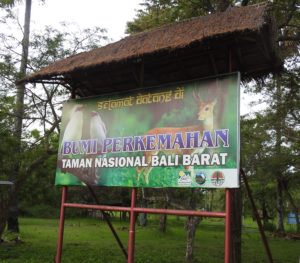 Selamat Datang di
BUMI PERKEMAHAN
TAMAN NASIONAL BALI BARAT